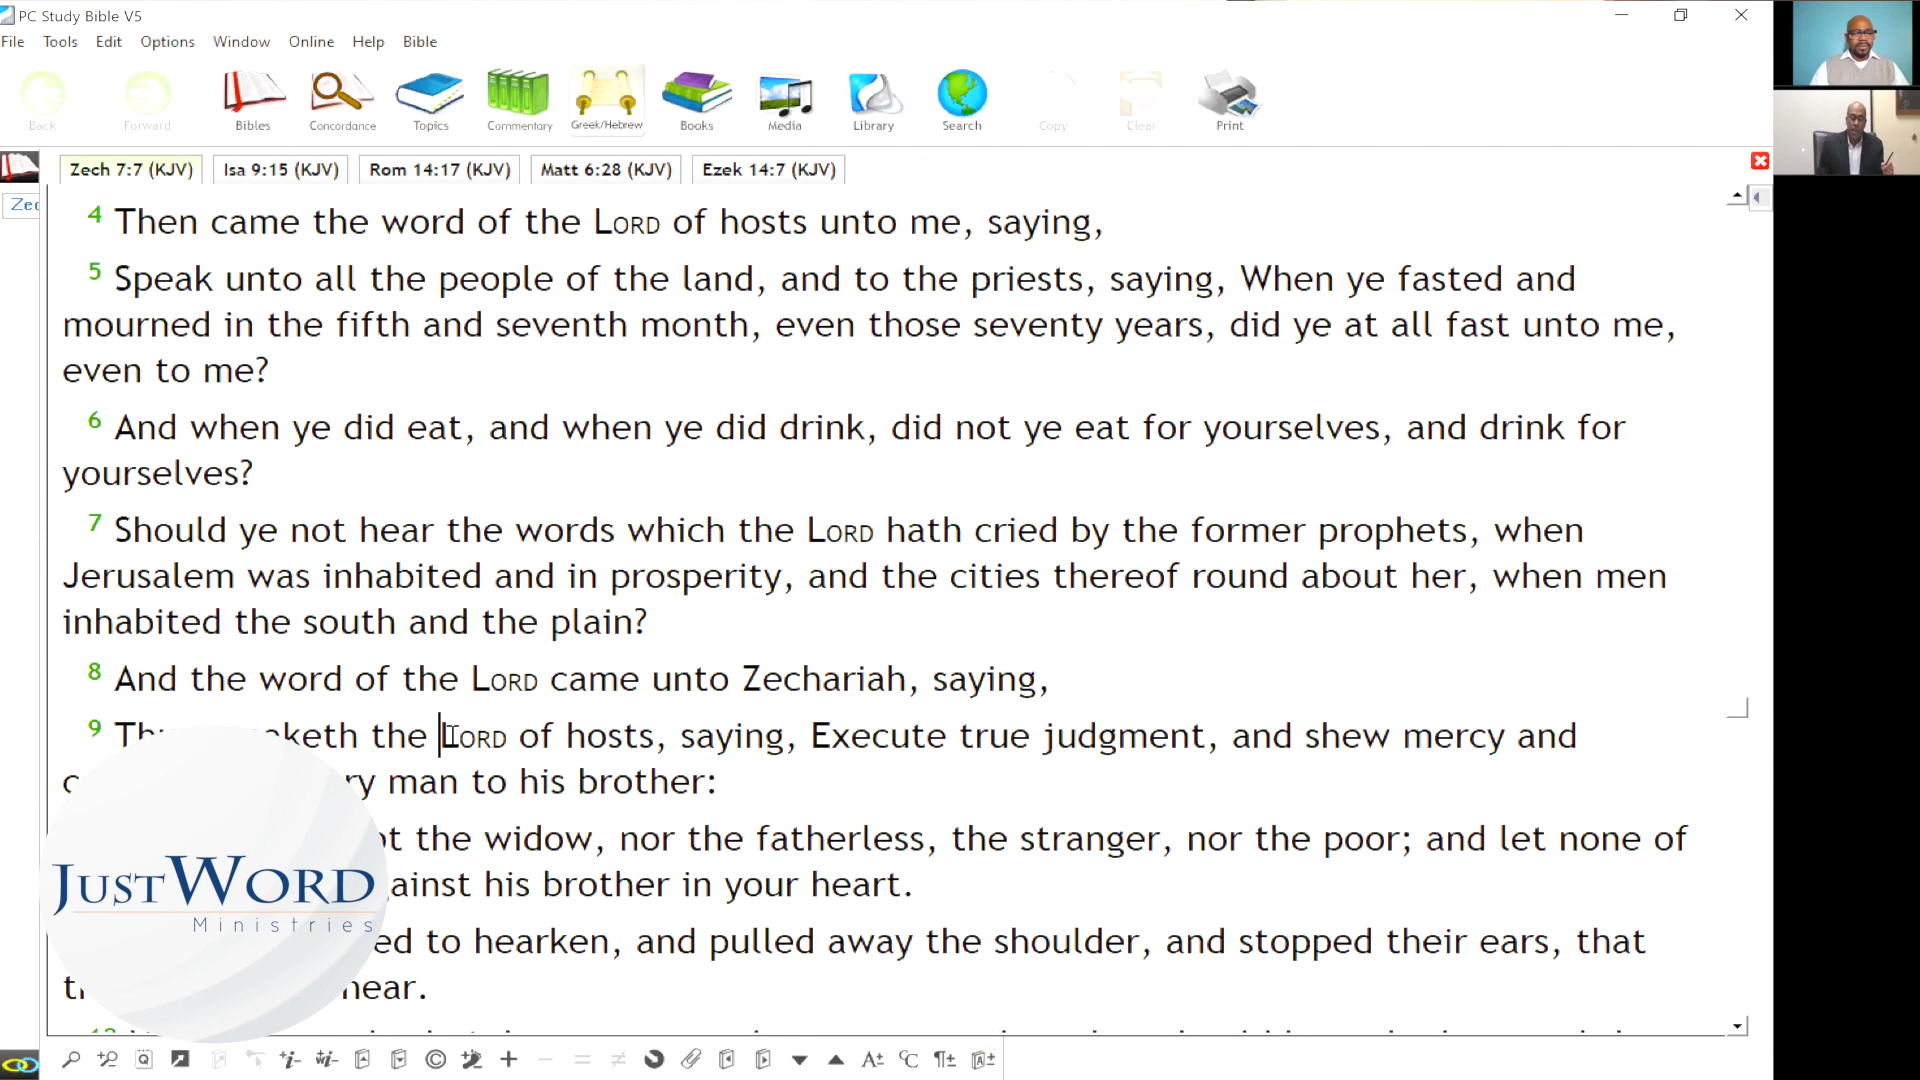 PC Study Bible V5
File Tools Edit Options Window Online Help Bible
Back Forward Bibles Concordance Topics Commentary Greek/Hebrew Books Media Library Search Copy Clear Print
Zech 7:7 (KJV) Isa 9:15 (KJV) Rom 14:17 (KJV) Matt 6:28 (KJV) Ezek 14:7 (KJV)
Zec
4 Then came the word of the LORD of hosts unto me, saying,
5 Speak unto all the people of the land, and to the priests, saying, When ye fasted and
mourned in the fifth and seventh month, even those seventy years, did ye at all fast unto me,
even to me?
6 And when ye did eat, and when ye did drink, did not ye eat for yourselves, and drink for
yourselves?
7 Should ye not hear the words which the LORD hath cried by the former prophets, when
Jerusalem was inhabited and in prosperity, and the cities thereof round about her, when men
inhabited the south and the plain?
8 And the word of the LORD came unto Zechariah, saying,
9 keth the LORD of hosts, saying, Execute true judgment, and shew mercy and
ry man to his brother:
the widow, nor the fatherless, the stranger, nor the poor; and let none of
ainst his brother in your heart.
ed to hearken, and pulled away the shoulder, and stopped their ears, that
hear.
JUSTWORD
Ministries